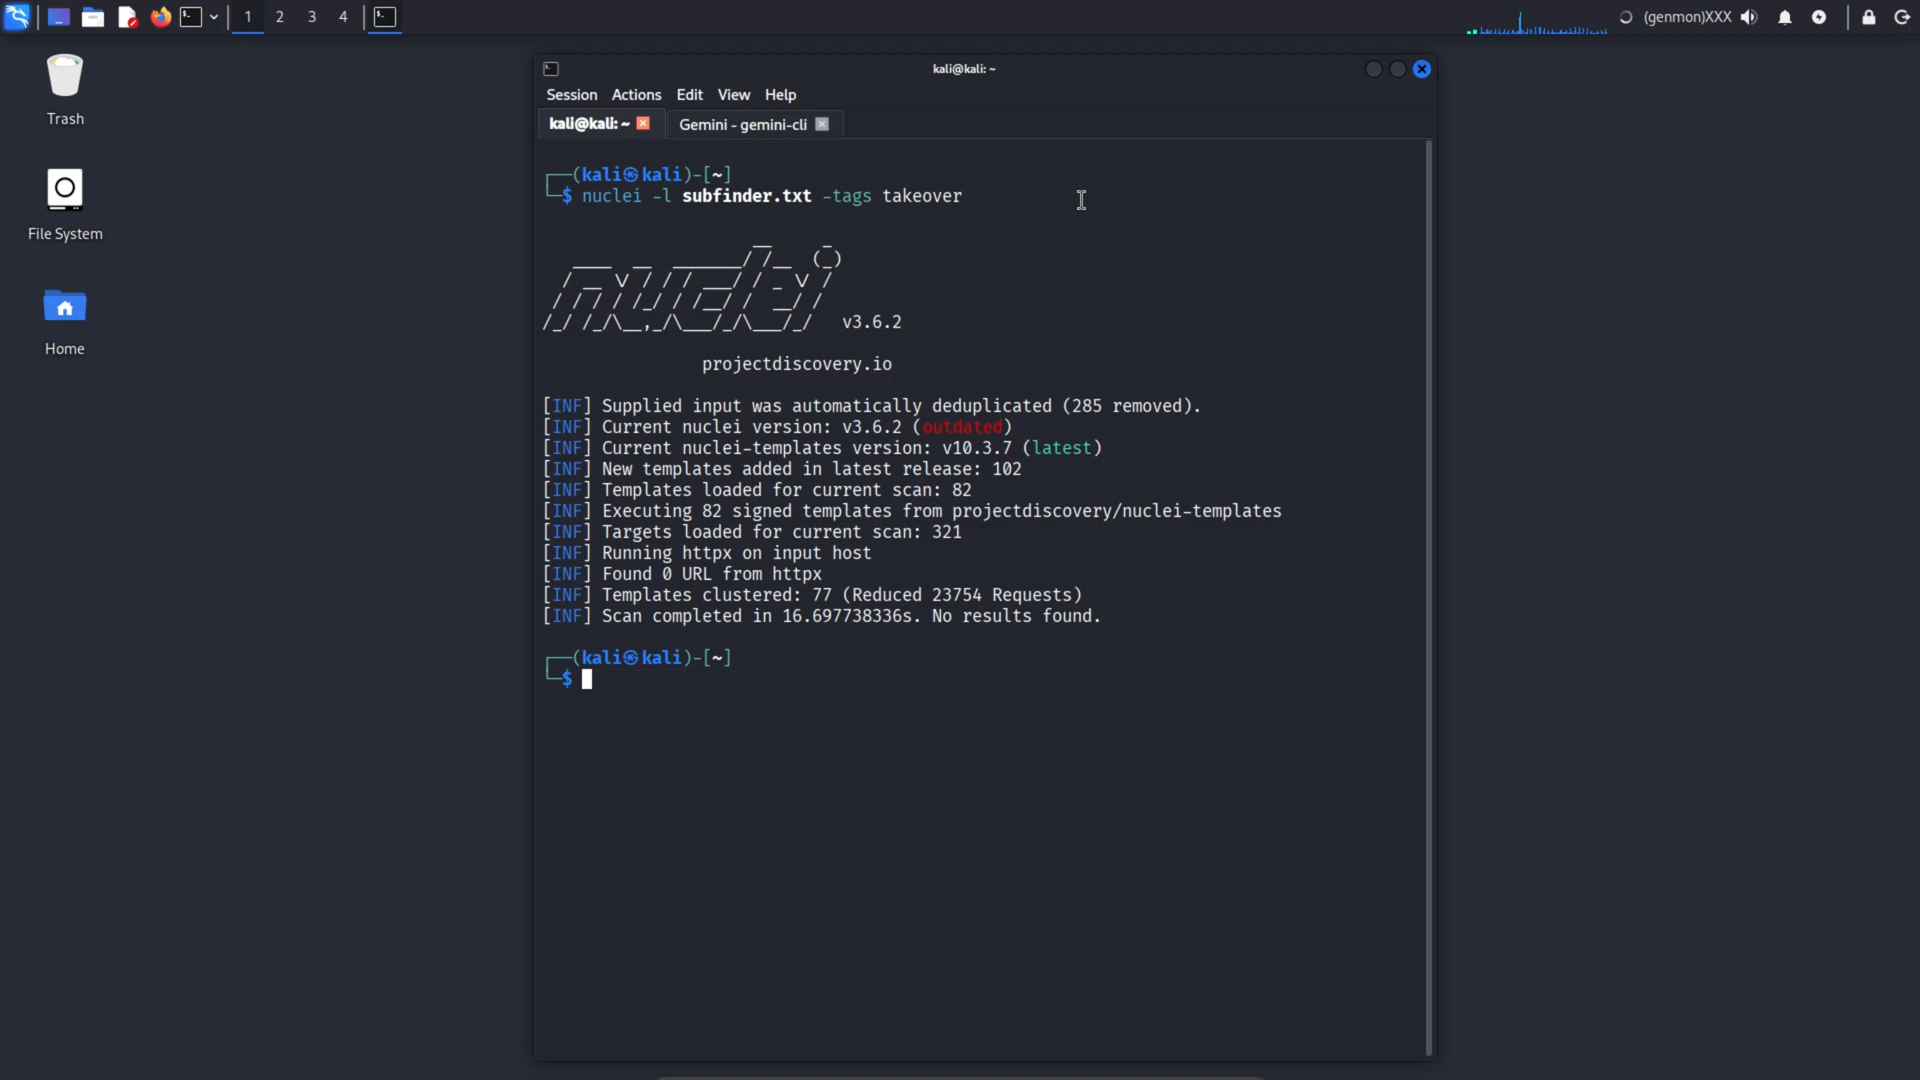 1 2 3 4
(genmon)XXX
Trash
File System
Home
kali@kali: ~
Session Actions Edit View Help
kali@kali: ~ Gemini - gemini-cli
┌──(kali㉿kali)-[~]
└─$ nuclei -l subfinder.txt -tags takeover
nuclei v3.6.2
projectdiscovery.io
[INF] Supplied input was automatically deduplicated (285 removed).
[INF] Current nuclei version: v3.6.2 (outdated)
[INF] Current nuclei-templates version: v10.3.7 (latest)
[INF] New templates added in latest release: 102
[INF] Templates loaded for current scan: 82
[INF] Executing 82 signed templates from projectdiscovery/nuclei-templates
[INF] Targets loaded for current scan: 321
[INF] Running httpx on input host
[INF] Found 0 URL from httpx
[INF] Templates clustered: 77 (Reduced 23754 Requests)
[INF] Scan completed in 16.697738336s. No results found.
┌──(kali㉿kali)-[~]
└─$